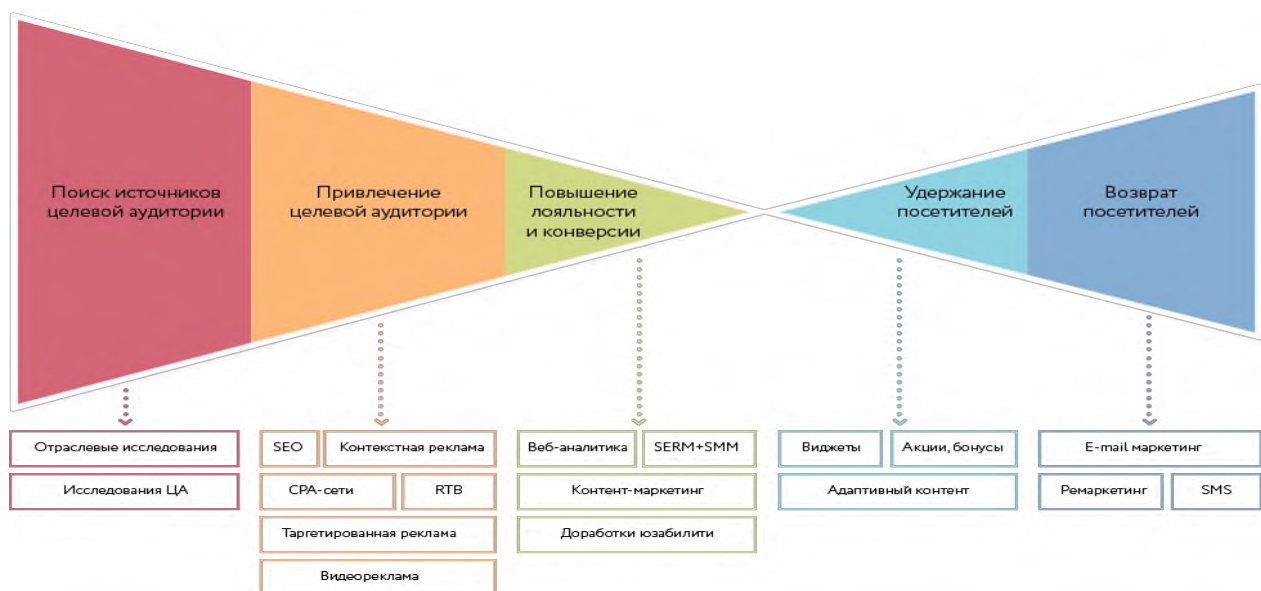 Поиск источников
целевой аудитории
Привлечение
целевой аудитории
Повышение
лояльности
и конверсии
Удержание
посетителей
Возврат
посетителей
Отраслевые исследования
Исследования ЦА
SEO
Контекстная реклама
CPA-сети
RTB
Таргетированная реклама
Видеореклама
Веб-аналитика
SERM+SMM
Контент-маркетинг
Доработки юзабилити
Виджеты
Акции, бонусы
Адаптивный контент
E-mail маркетинг
Ремаркетинг
SMS